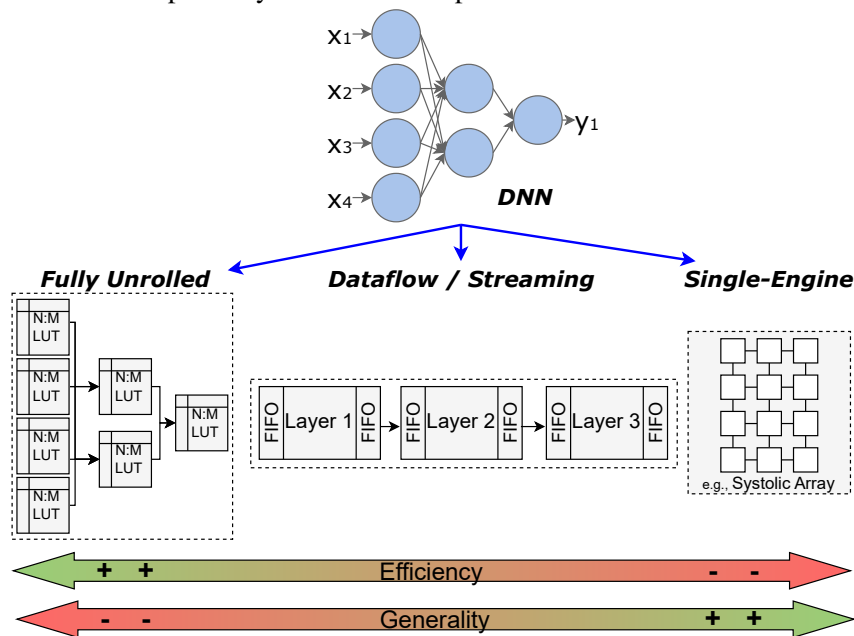 x1
x2
x3
x4
y1
DNN
Fully Unrolled
Dataflow / Streaming
Single-Engine
N:M
LUT
N:M
LUT
N:M
LUT
N:M
LUT
N:M
LUT
N:M
LUT
N:M
LUT
FIFO
Layer 1
FIFO
FIFO
Layer 2
FIFO
FIFO
Layer 3
FIFO
e.g., Systolic Array
+ + Efficiency - -
- - Generality + +